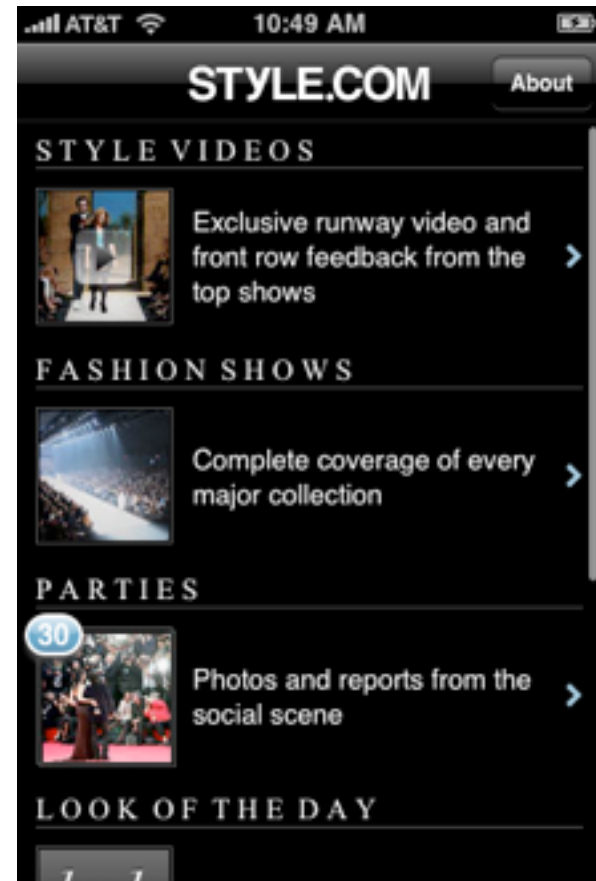 AT&T 10:49 AM
STYLE.COM About
STYLE VIDEOS
Exclusive runway video and
front row feedback from the
top shows
FASHION SHOWS
Complete coverage of every
major collection
PARTIES
30
Photos and reports from the
social scene
LOOK OF THE DAY